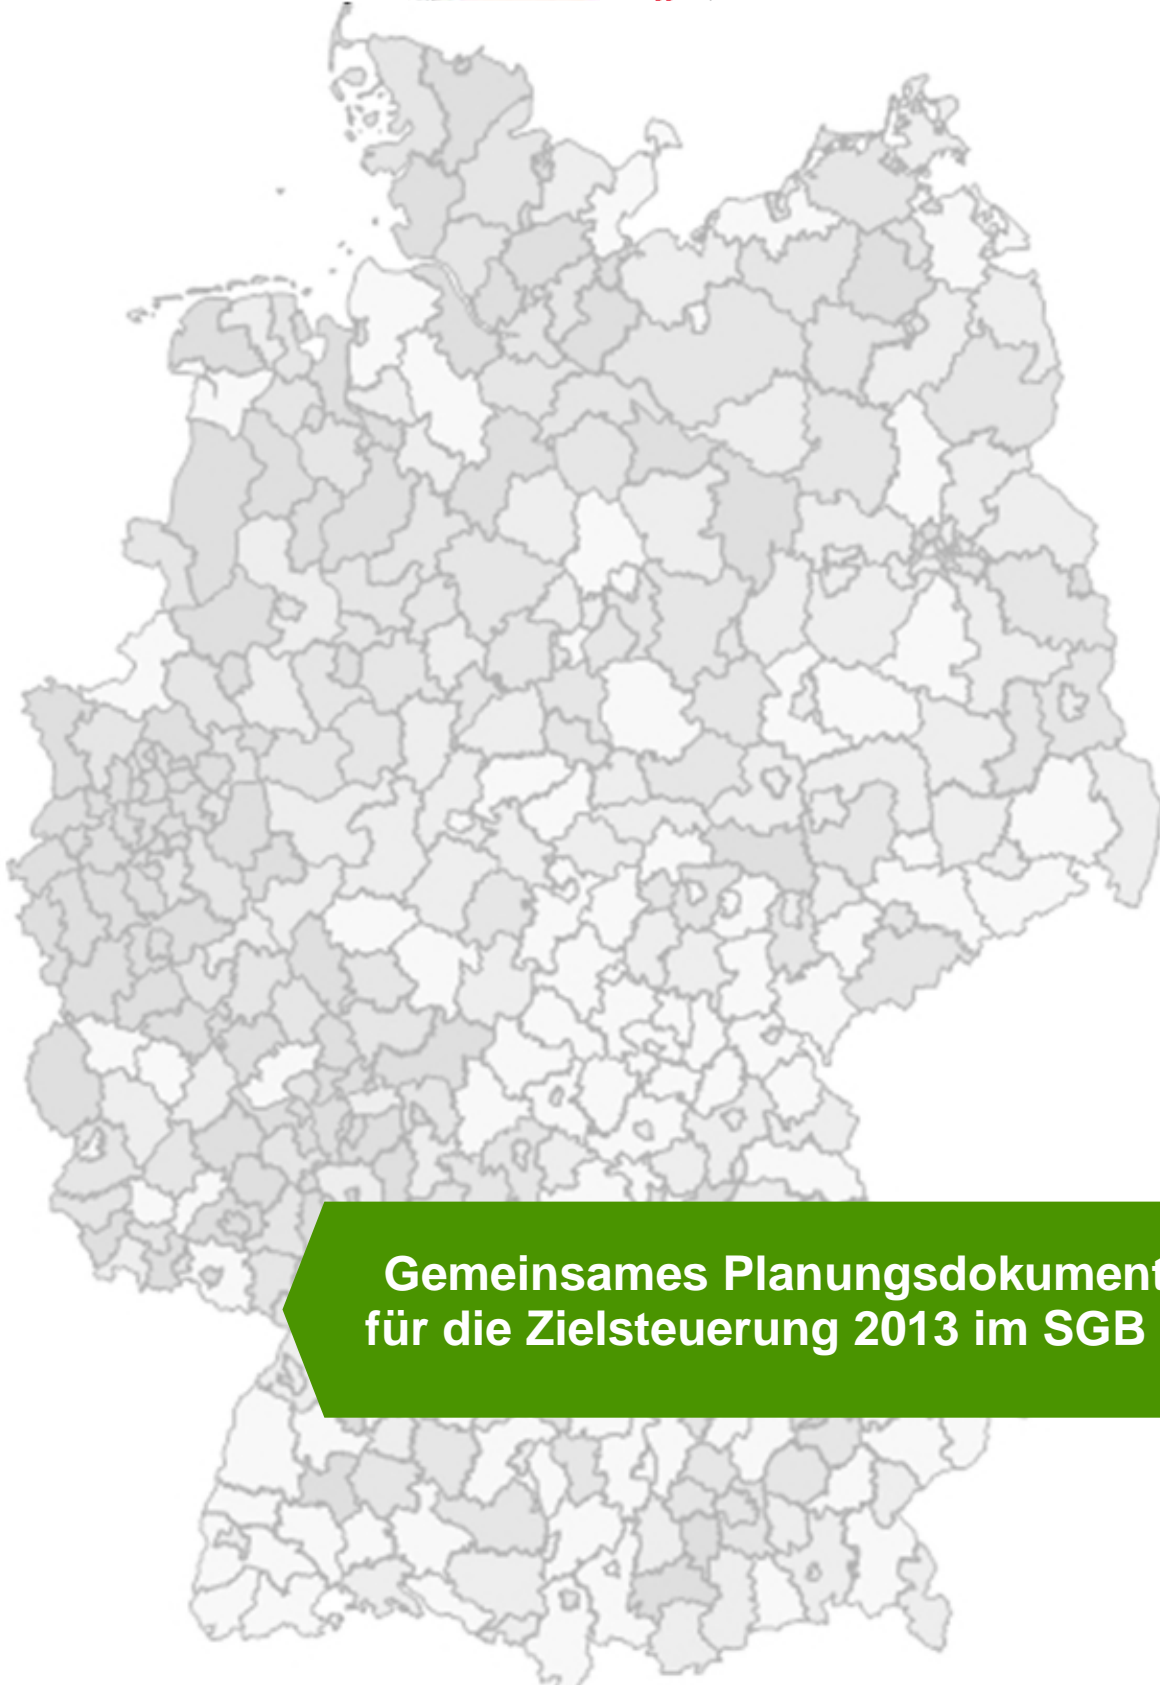 Gemeinsames Planungsdokument
für die Zielsteuerung 2013 im SGB